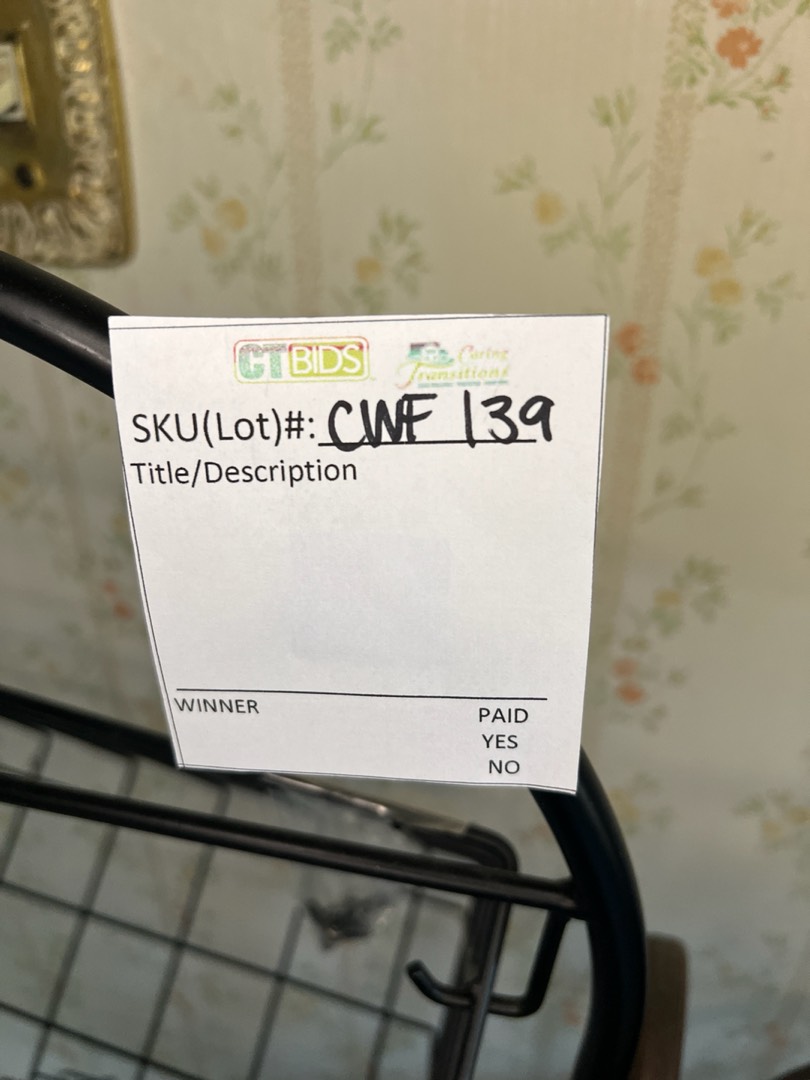 CTBIDS Caring Transitions
SKU(Lot)#: CWF 139
Title/Description
WINNER PAID
YES
NO